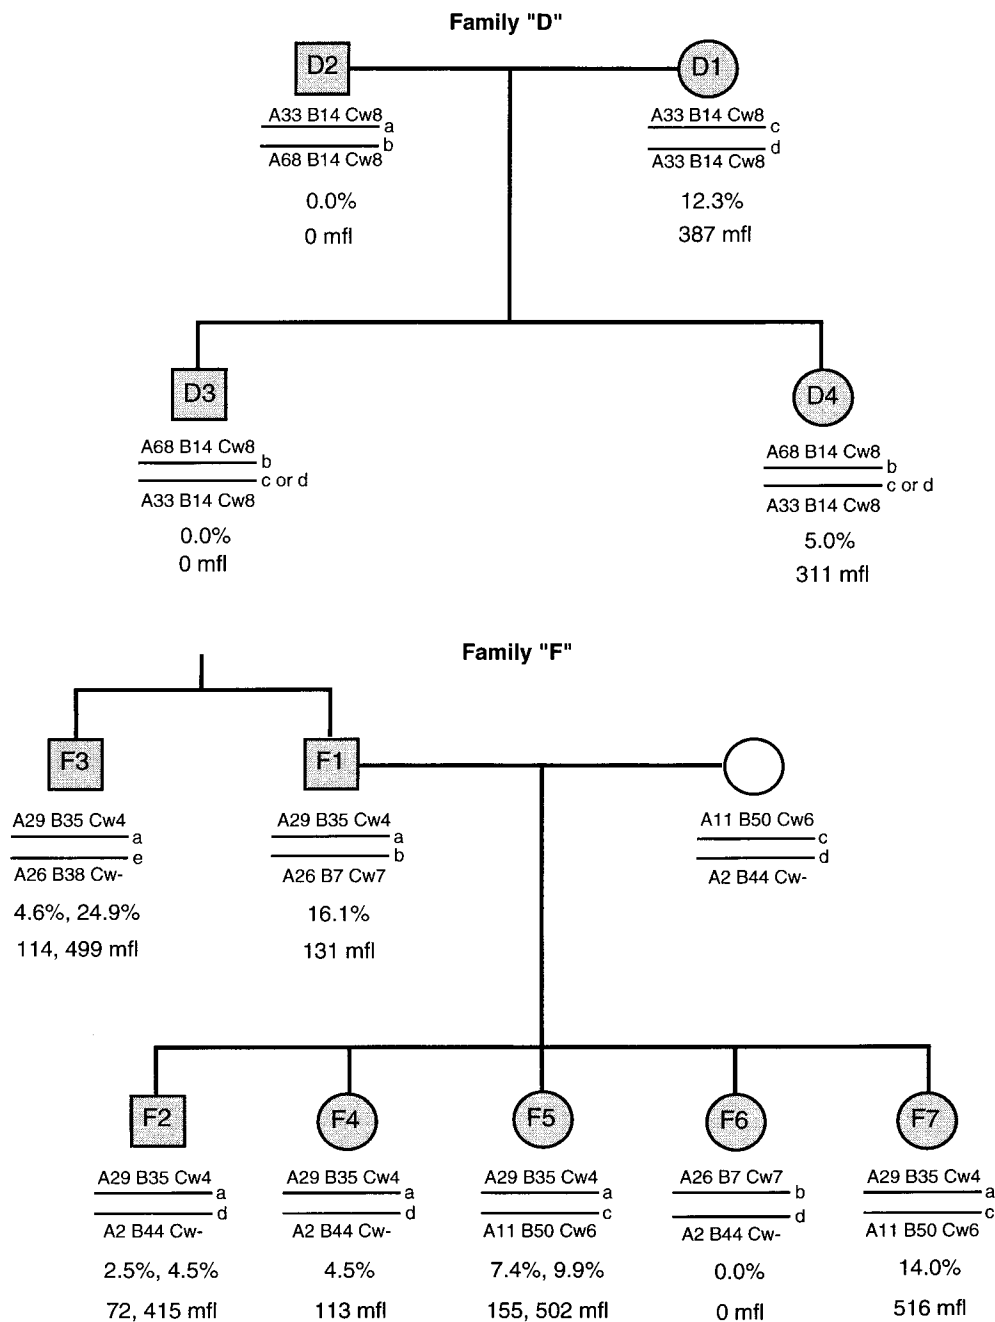 Family "D"
D2 D1
A33 B14 Cw8 a A33 B14 Cw8 c
b d
A68 B14 Cw8 A33 B14 Cw8
0.0% 12.3%
0 mfl 387 mfl
D3 D4
A68 B14 Cw8 b A68 B14 Cw8 b
c or d c or d
A33 B14 Cw8 A33 B14 Cw8
0.0% 5.0%
0 mfl 311 mfl
Family "F"
F3 F1
A29 B35 Cw4 a A29 B35 Cw4 a A11 B50 Cw6 c
e b d
A26 B38 Cw- A26 B7 Cw7 A2 B44 Cw-
4.6%, 24.9% 16.1%
114, 499 mfl 131 mfl
F2 F4 F5 F6 F7
A29 B35 Cw4 a A29 B35 Cw4 a A29 B35 Cw4 a A26 B7 Cw7 b A29 B35 Cw4 a
d d c d c
A2 B44 Cw- A2 B44 Cw- A11 B50 Cw6 A2 B44 Cw- A11 B50 Cw6
2.5%, 4.5% 4.5% 7.4%, 9.9% 0.0% 14.0%
72, 415 mfl 113 mfl 155, 502 mfl 0 mfl 516 mfl